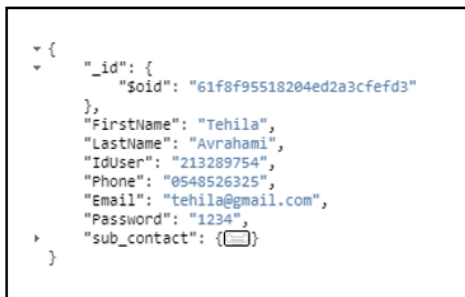 {
"_id": {
"$oid": "61f8f95518204ed2a3cfefd3"
},
"FirstName": "Tehila",
"LastName": "Avrahami",
"IdUser": "213289754",
"Phone": "0548526325",
"Email": "tehila@gmail.com",
"Password": "1234",
"sub_contact": {}
}